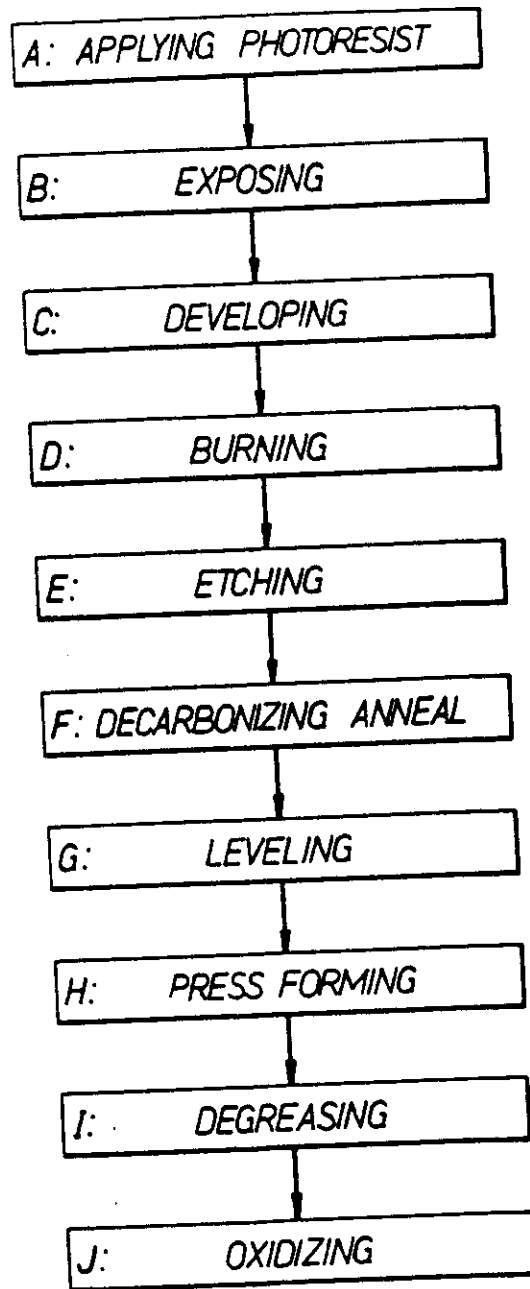 A: APPLYING PHOTORESIST
B: EXPOSING
C: DEVELOPING
D: BURNING
E: ETCHING
F: DECARBONIZING ANNEAL
G: LEVELING
H: PRESS FORMING
I: DEGREASING
J: OXIDIZING